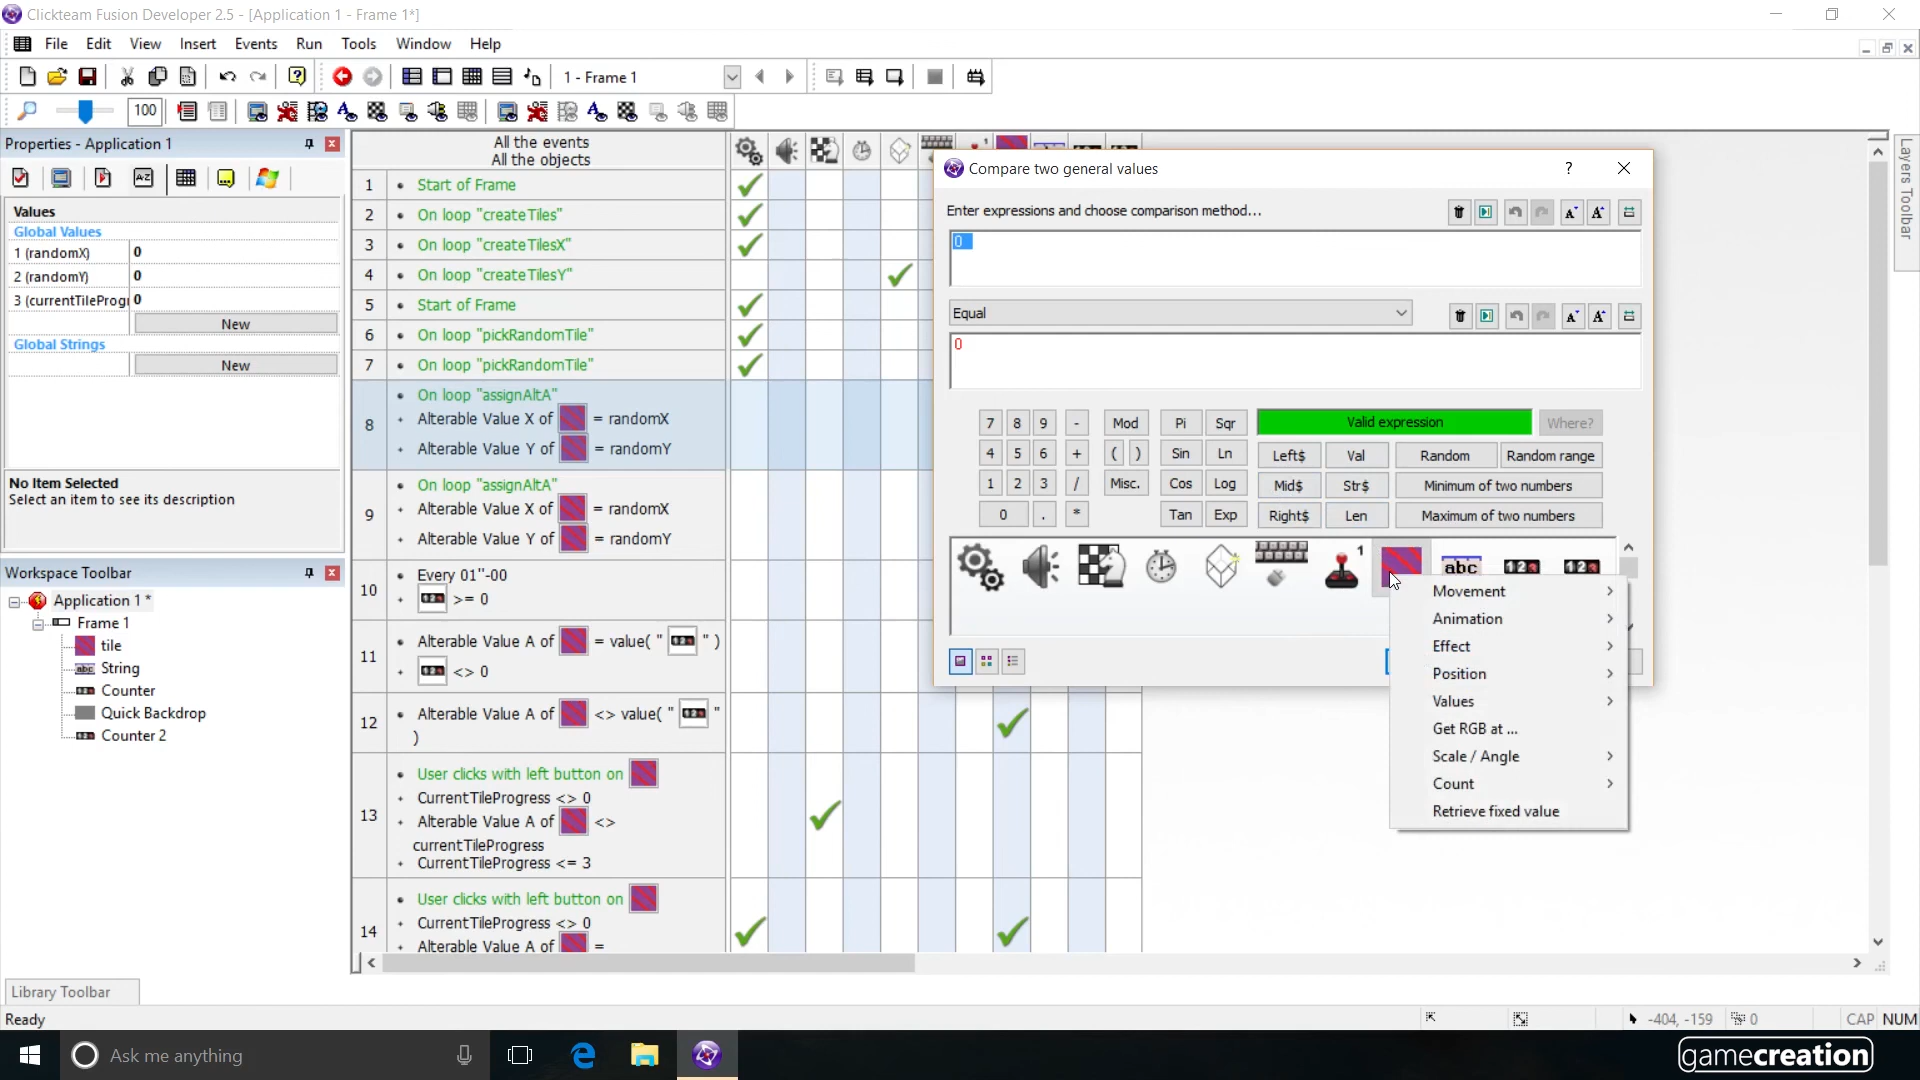 Clickteam Fusion Developer 2.5 - [Application 1 - Frame 1*]
File Edit View Insert Events Run Tools Window Help
1 - Frame 1
100
Properties - Application 1
Values
Global Values
1 (randomX) 0
2 (randomY) 0
3 (currentTileProgr 0
New
Global Strings
New
No Item Selected
Select an item to see its description
Workspace Toolbar
Application 1 *
Frame 1
tile
String
Counter
Quick Backdrop
Counter 2
Library Toolbar
Ready
All the events
All the objects
1 Start of Frame
2 On loop "createTiles"
3 On loop "createTilesX"
4 On loop "createTilesY"
5 Start of Frame
6 On loop "pickRandomTile"
7 On loop "pickRandomTile"
8 On loop "assignAltA"
Alterable Value X of = randomX
Alterable Value Y of = randomY
9 On loop "assignAltA"
Alterable Value X of = randomX
Alterable Value Y of = randomY
10 Every 01"-00
>= 0
11 Alterable Value A of = value( " " )
<> 0
12 Alterable Value A of <> value( " "
)
13 User clicks with left button on
CurrentTileProgress <> 0
Alterable Value A of <>
currentTileProgress
CurrentTileProgress <= 3
14 User clicks with left button on
CurrentTileProgress <> 0
Alterable Value A of =
Compare two general values
?
Enter expressions and choose comparison method...
0
Equal
0
7 8 9 - Mod Pi Sqr Valid expression Where?
4 5 6 + ( ) Sin Ln Left$ Val Random Random range
1 2 3 / Misc. Cos Log Mid$ Str$ Minimum of two numbers
0 . * Tan Exp Right$ Len Maximum of two numbers
1
abc
Movement
Animation
Effect
Position
Values
Get RGB at ...
Scale / Angle
Count
Retrieve fixed value
Layers Toolbar
-404, -159 0 CAP NUM
Ask me anything
gamecreation